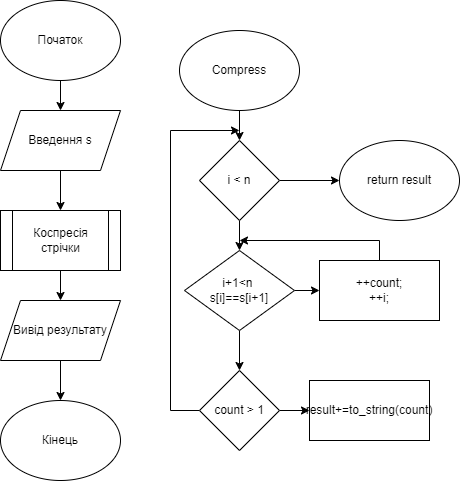 Початок
Введення s
Коспресія
стрічки
Вивід результату
Кінець
Compress
i < n
return result
i+1<n
s[i]==s[i+1]
++count;
++i;
count > 1
result+=to_string(count)